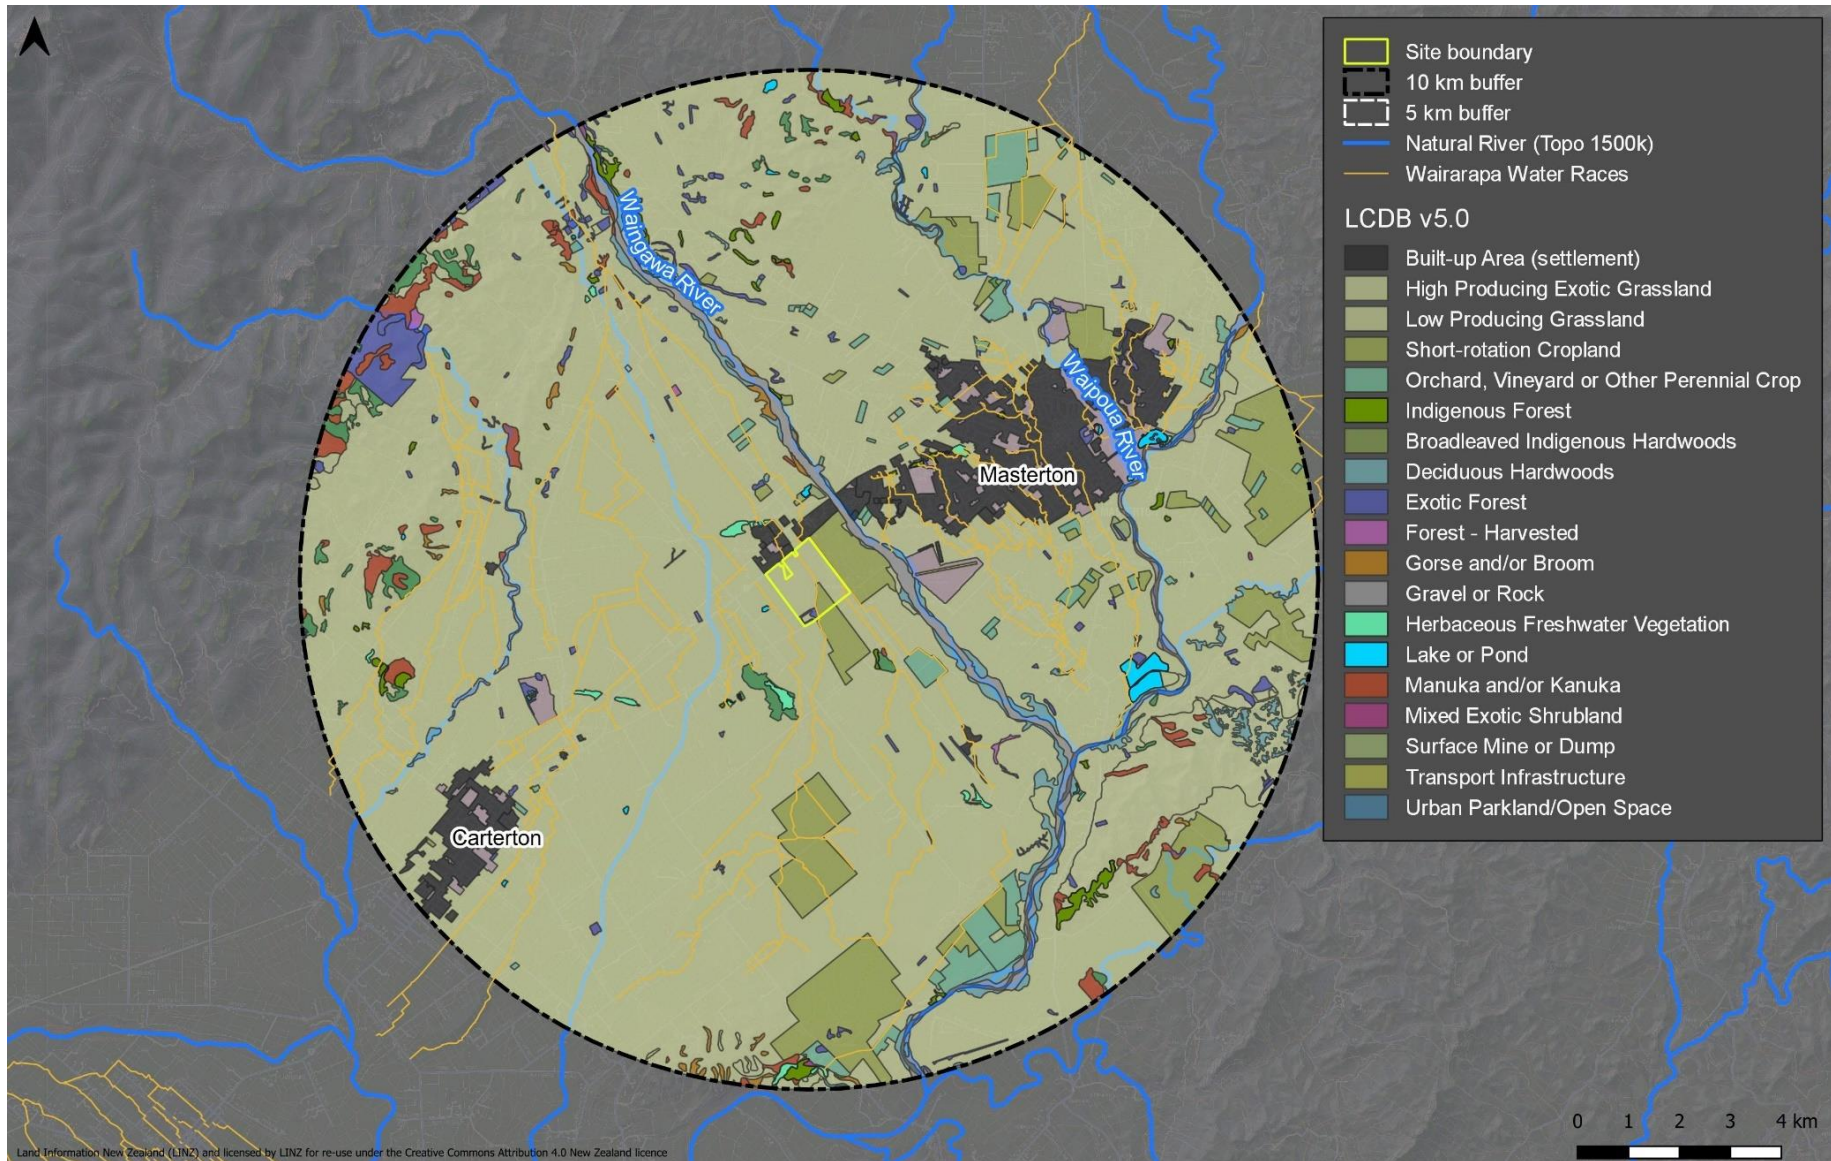 Site boundary
10 km buffer
5 km buffer
Natural River (Topo 1500k)
Wairarapa Water Races
LCDB v5.0
Built-up Area (settlement)
High Producing Exotic Grassland
Low Producing Grassland
Short-rotation Cropland
Orchard, Vineyard or Other Perennial Crop
Indigenous Forest
Broadleaved Indigenous Hardwoods
Deciduous Hardwoods
Exotic Forest
Forest - Harvested
Gorse and/or Broom
Gravel or Rock
Herbaceous Freshwater Vegetation
Lake or Pond
Manuka and/or Kanuka
Mixed Exotic Shrubland
Surface Mine or Dump
Transport Infrastructure
Urban Parkland/Open Space
Waingawa River
Waipoua River
Masterton
Carterton
0 1 2 3 4 km
Land Information New Zealand (LINZ) and licensed by LINZ for re-use under the Creative Commons Attribution 4.0 New Zealand licence